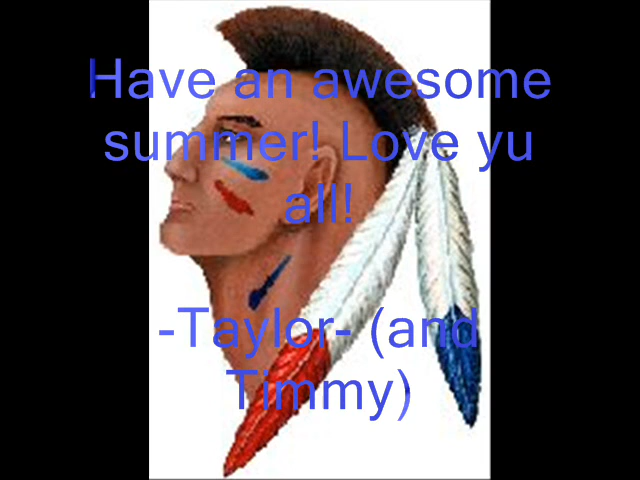 Have an awesome
summer! Love yu
all!
-Taylor- (and
Timmy)